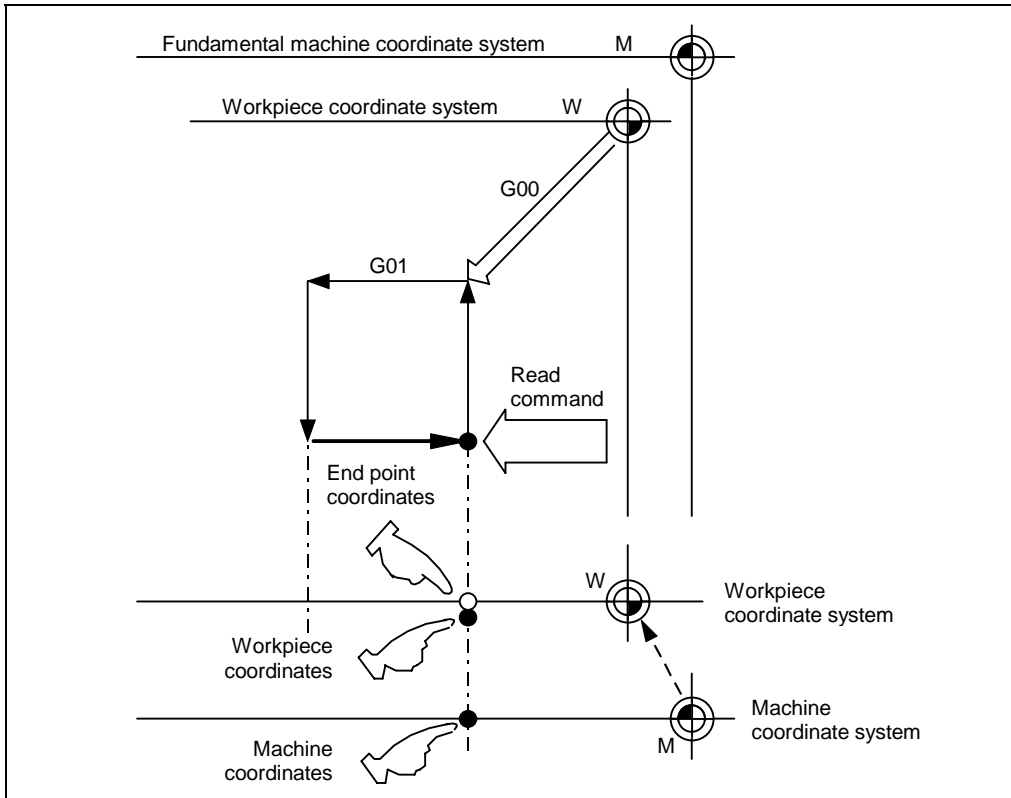 Fundamental machine coordinate system M
Workpiece coordinate system W
G00
G01
Read
command
End point
coordinates
W
Workpiece
coordinate system
Workpiece
coordinates
Machine
coordinate system
M
Machine
coordinates